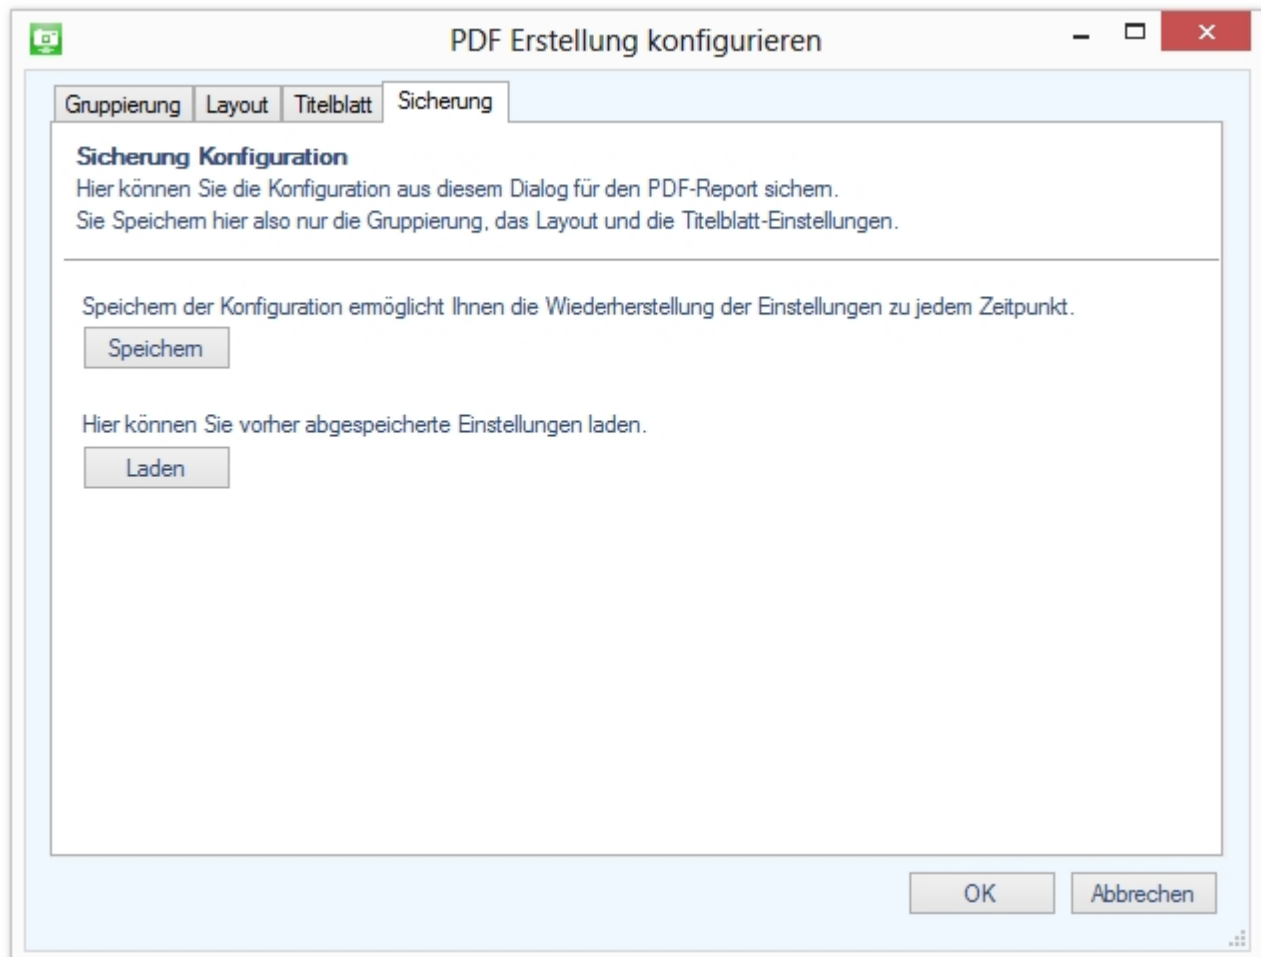 PDF Erstellung konfigurieren
Gruppierung Layout Titelblatt Sicherung
Sicherung Konfiguration
Hier können Sie die Konfiguration aus diesem Dialog für den PDF-Report sichern.
Sie Speichern hier also nur die Gruppierung, das Layout und die Titelblatt-Einstellungen.
Speichern der Konfiguration ermöglicht Ihnen die Wiederherstellung der Einstellungen zu jedem Zeitpunkt.
Speichern
Hier können Sie vorher abgespeicherte Einstellungen laden.
Laden
OK Abbrechen